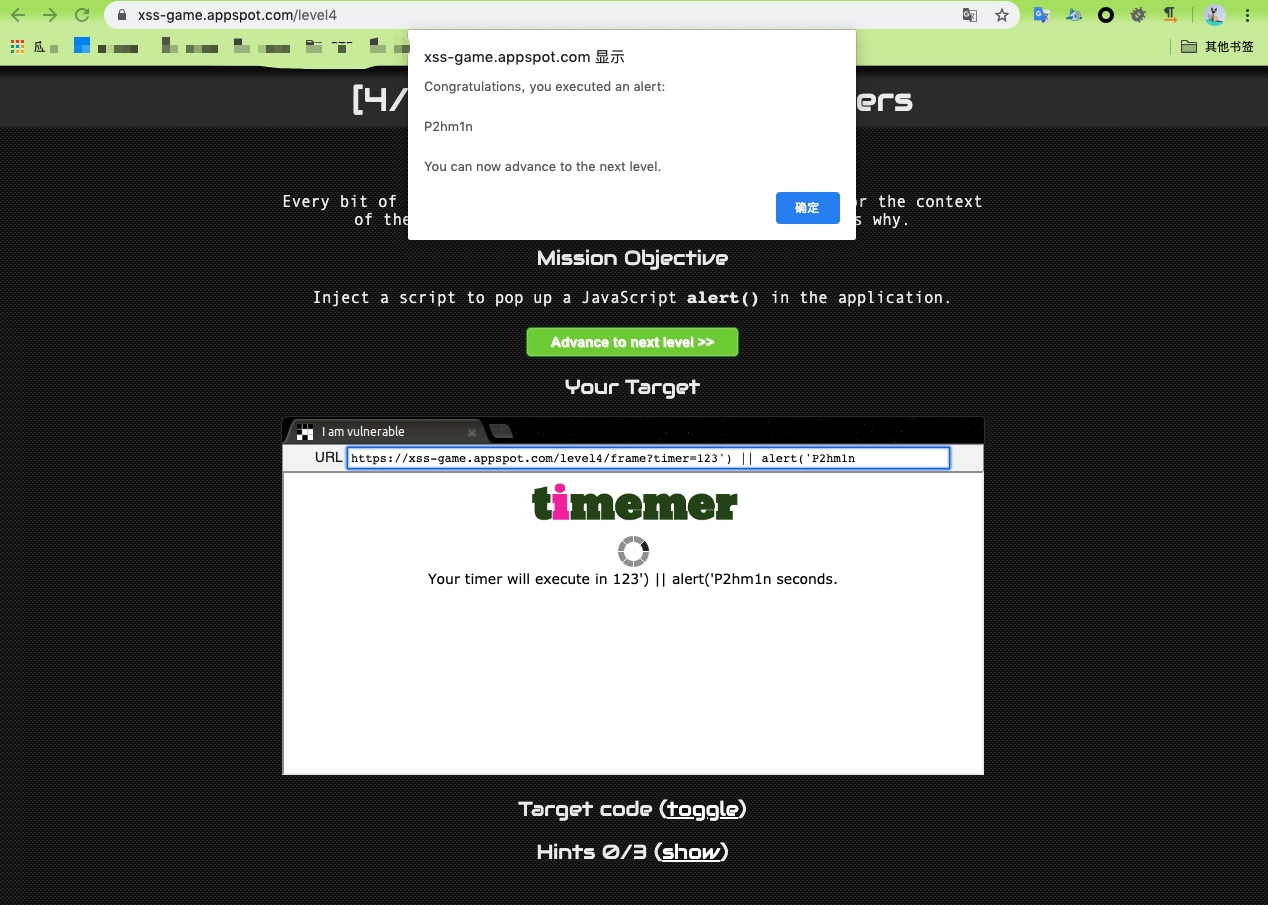 xss-game.appspot.com/level4
瓜
其他书签
xss-game.appspot.com 显示
Congratulations, you executed an alert:
P2hm1n
You can now advance to the next level.
确定
[4/ ers
Every bit of r the context
of the s why.
Mission Objective
Inject a script to pop up a JavaScript alert() in the application.
Advance to next level >>
Your Target
I am vulnerable
URL https://xss-game.appspot.com/level4/frame?timer=123') || alert('P2hm1n
timemer
Your timer will execute in 123') || alert('P2hm1n seconds.
Target code (toggle)
Hints 0/3 (show)